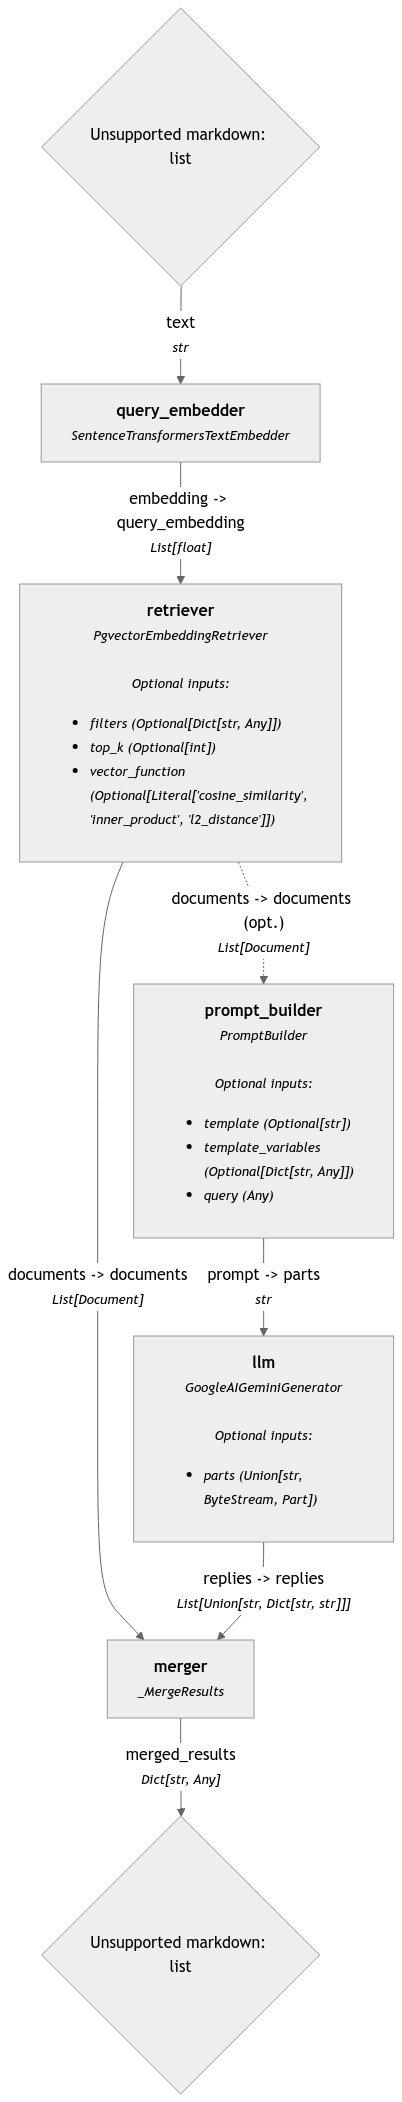 Unsupported markdown:
list
text
str
query_embedder
SentenceTransformersTextEmbedder
embedding ->
query_embedding
List[float]
retriever
PgvectorEmbeddingRetriever
Optional inputs:
• filters (Optional[Dict[str, Any]])
• top_k (Optional[int])
• vector_function
(Optional[Literal['cosine_similarity',
'inner_product', 'l2_distance']])
documents -> documents
(opt.)
List[Document]
prompt_builder
PromptBuilder
Optional inputs:
• template (Optional[str])
• template_variables
(Optional[Dict[str, Any]])
• query (Any)
documents -> documents
List[Document]
prompt -> parts
str
llm
GoogleAIGeminiGenerator
Optional inputs:
• parts (Union[str,
ByteStream, Part])
replies -> replies
List[Union[str, Dict[str, str]]]
merger
_MergeResults
merged_results
Dict[str, Any]
Unsupported markdown:
list